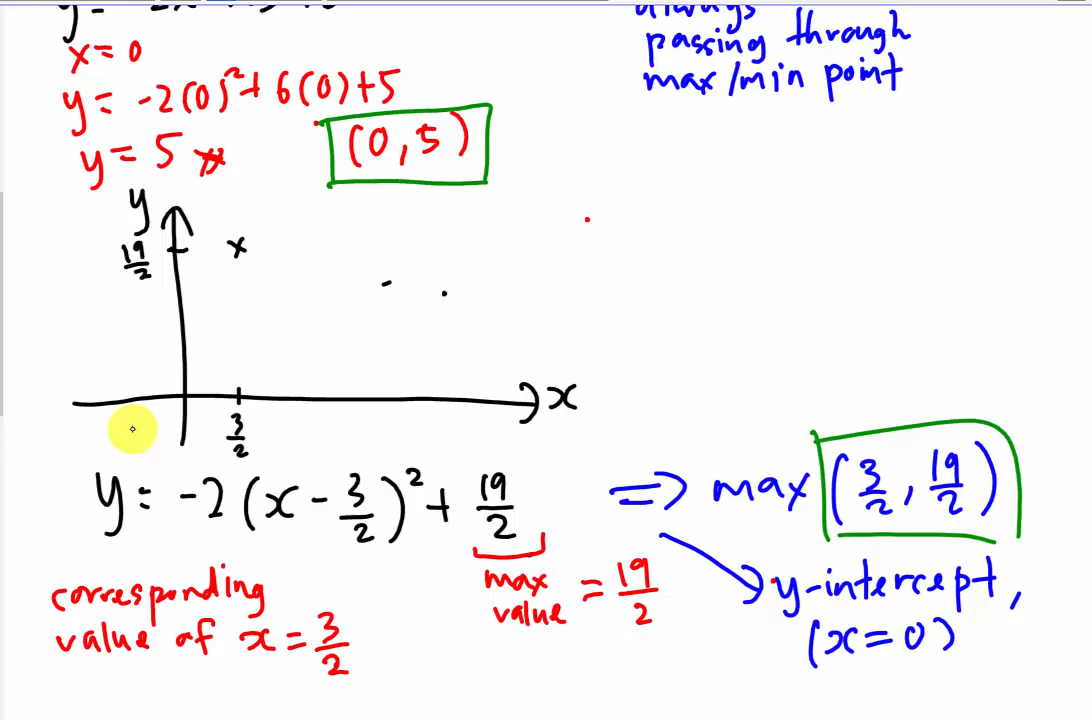 x = 0
y = -2(0)² + 6(0) + 5
y = 5
(0, 5)
passing through
max/min point
y
19/2
x
3/2
y = -2(x - 3/2)² + 19/2
max value = 19/2
corresponding
value of x = 3/2
=> max (3/2, 19/2)
y-intercept,
(x = 0)